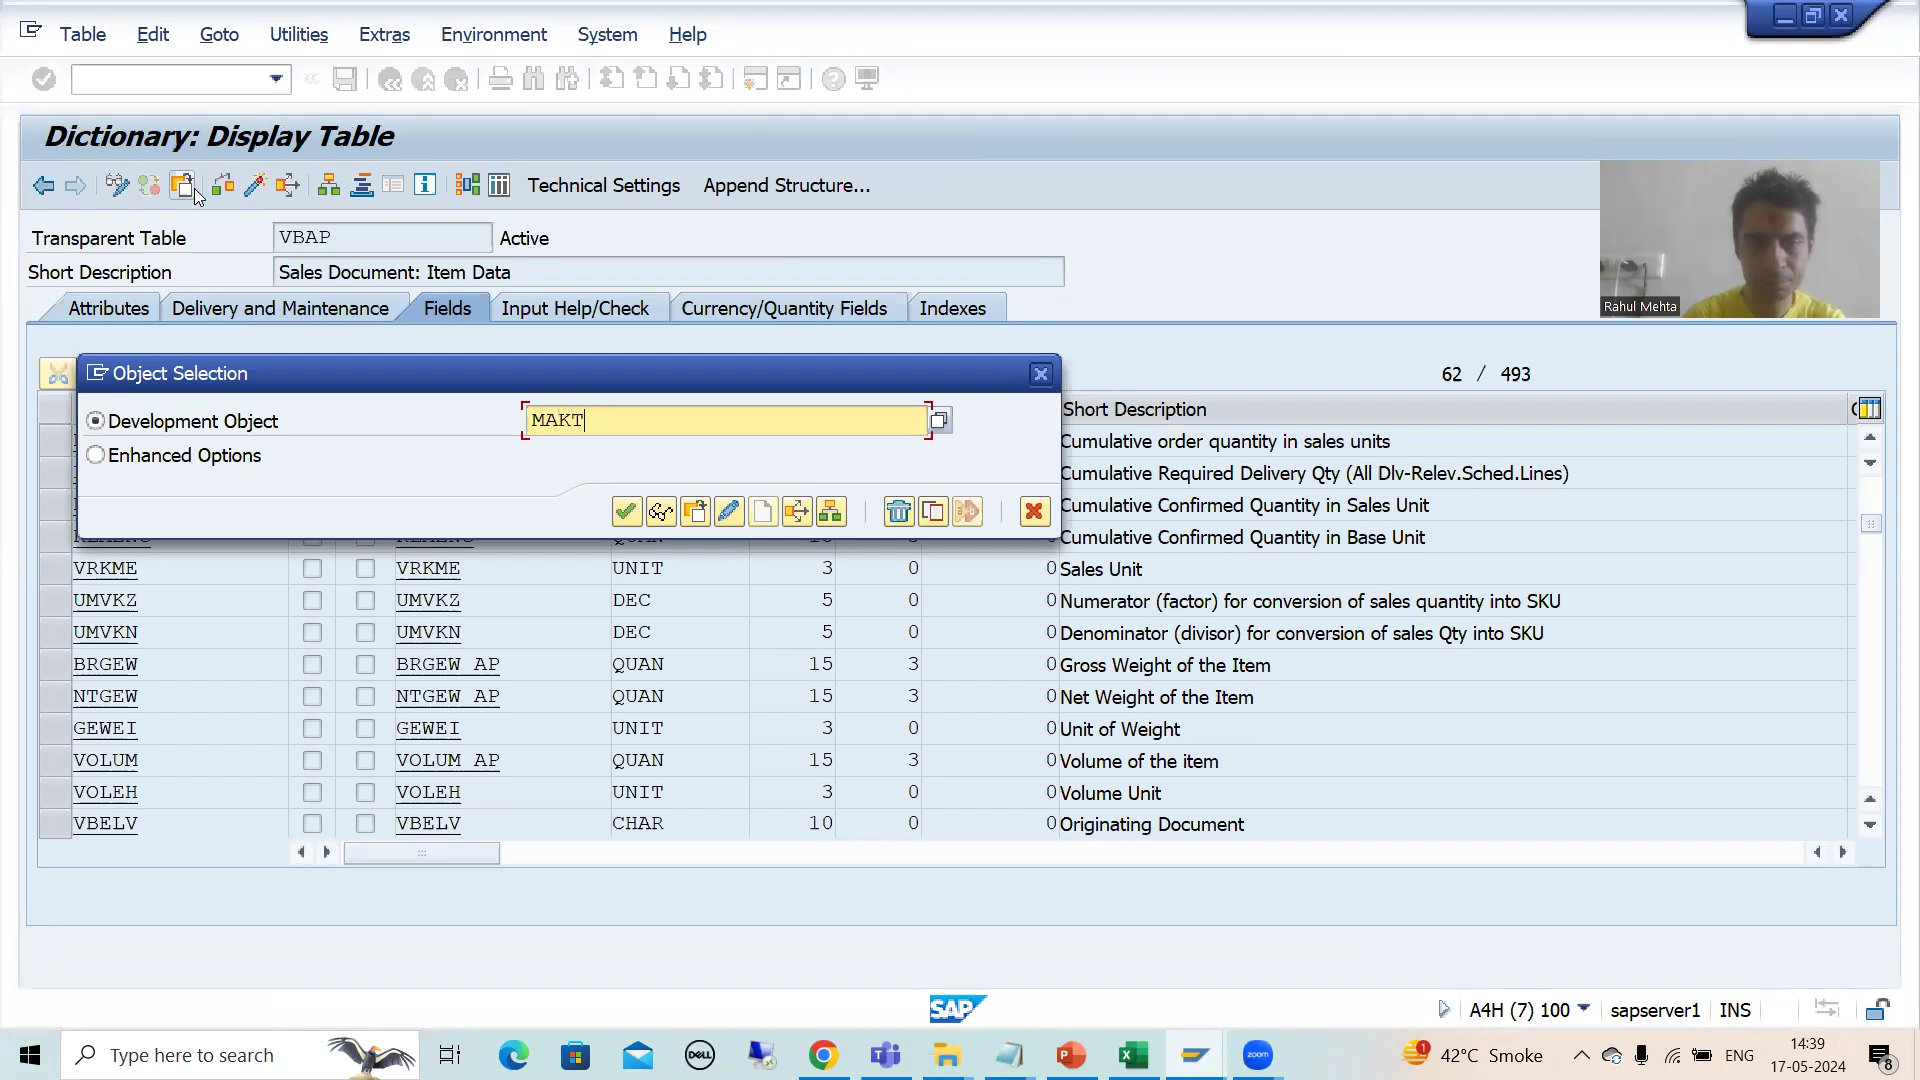 Table Edit Goto Utilities Extras Environment System Help
Dictionary: Display Table
Technical Settings Append Structure...
Transparent Table VBAP Active
Short Description Sales Document: Item Data
Rahul Mehta
Attributes Delivery and Maintenance Fields Input Help/Check Currency/Quantity Fields Indexes
Object Selection
62 / 493
Short Description
Development Object MAKT
Enhanced Options
Cumulative order quantity in sales units
Cumulative Required Delivery Qty (All Dlv-Relev.Sched.Lines)
Cumulative Confirmed Quantity in Sales Unit
Cumulative Confirmed Quantity in Base Unit
VRKME VRKME UNIT 3 0 0 Sales Unit
UMVKZ UMVKZ DEC 5 0 0 Numerator (factor) for conversion of sales quantity into SKU
UMVKN UMVKN DEC 5 0 0 Denominator (divisor) for conversion of sales Qty into SKU
BRGEW BRGEW_AP QUAN 15 3 0 Gross Weight of the Item
NTGEW NTGEW_AP QUAN 15 3 0 Net Weight of the Item
GEWEI GEWEI UNIT 3 0 0 Unit of Weight
VOLUM VOLUM_AP QUAN 15 3 0 Volume of the item
VOLEH VOLEH UNIT 3 0 0 Volume Unit
VBELV VBELV CHAR 10 0 0 Originating Document
SAP
A4H (7) 100 sapserver1 INS
Type here to search
DELL
zoom
1
42°C Smoke
ENG
14:39
17-05-2024
8